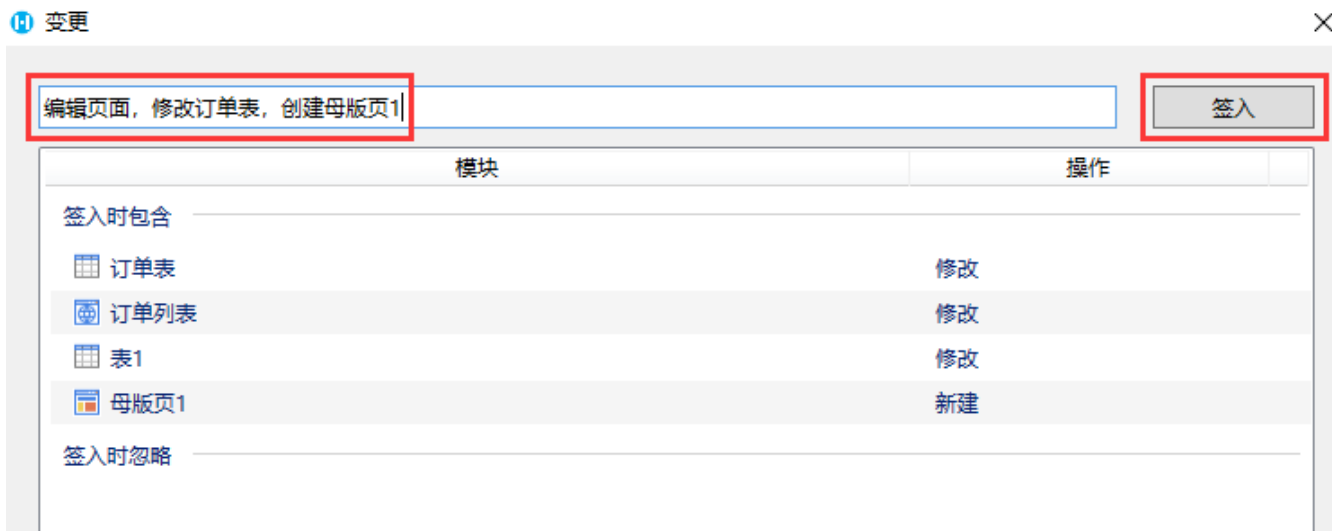 变更
编辑页面，修改订单表，创建母版页1
签入
模块 操作
签入时包含
订单表 修改
订单列表 修改
表1 修改
母版页1 新建
签入时忽略